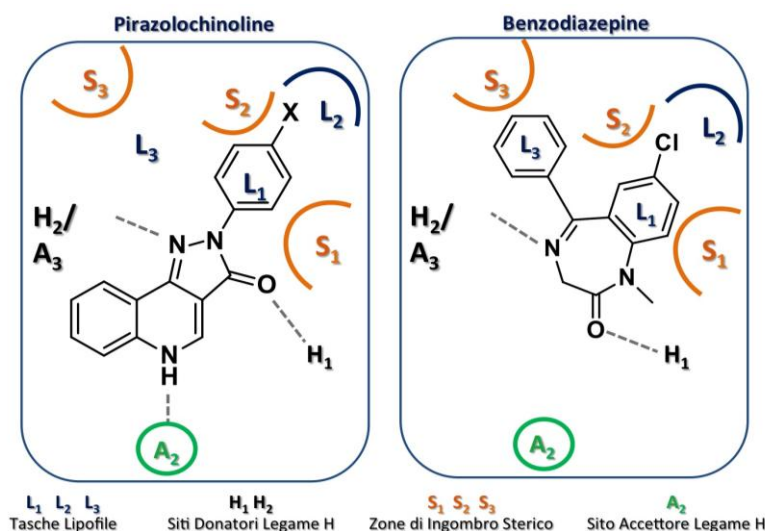 Pirazolochinoline
Benzodiazepine
S3
S2
L2
X
L3
L1
H2/
A3
S1
N
N
O
H1
N
H
A2
S3
S2
L2
L3
Cl
L1
H2/
A3
S1
N
N
O
H1
A2
L1 L2 L3
H1 H2
S1 S2 S3
A2
Tasche Lipofile
Siti Donatori Legame H
Zone di Ingombro Sterico
Sito Accettore Legame H